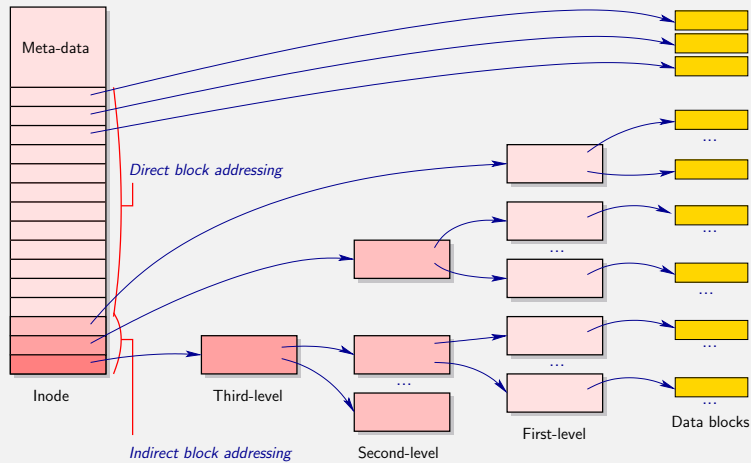 Meta-data
Direct block addressing
...
...
...
...
...
...
...
Inode
Third-level
Second-level
First-level
Data blocks
Indirect block addressing